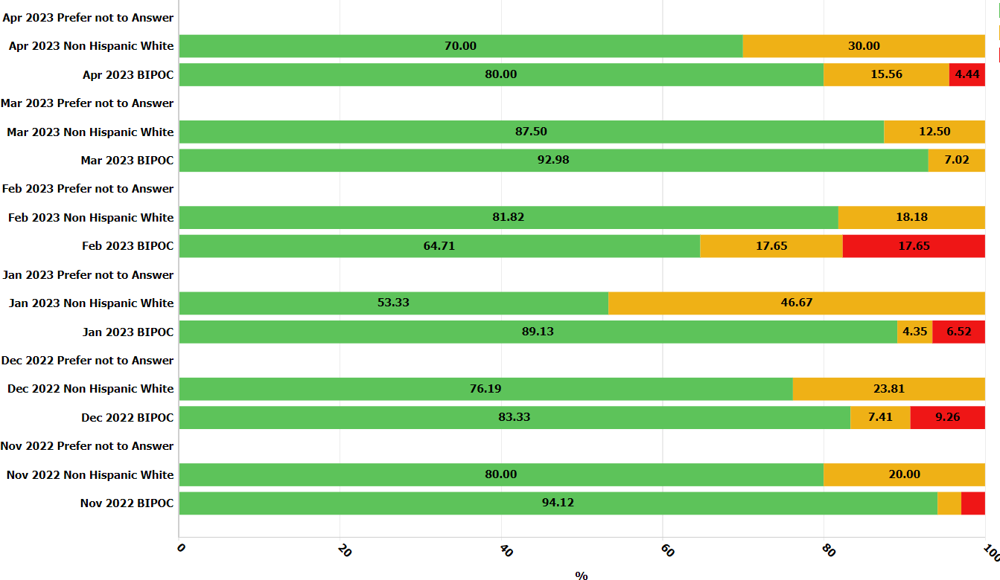 Apr 2023 Prefer not to Answer
Apr 2023 Non Hispanic White 70.00 30.00
Apr 2023 BIPOC 80.00 15.56 4.44
Mar 2023 Prefer not to Answer
Mar 2023 Non Hispanic White 87.50 12.50
Mar 2023 BIPOC 92.98 7.02
Feb 2023 Prefer not to Answer
Feb 2023 Non Hispanic White 81.82 18.18
Feb 2023 BIPOC 64.71 17.65 17.65
Jan 2023 Prefer not to Answer
Jan 2023 Non Hispanic White 53.33 46.67
Jan 2023 BIPOC 89.13 4.35 6.52
Dec 2022 Prefer not to Answer
Dec 2022 Non Hispanic White 76.19 23.81
Dec 2022 BIPOC 83.33 7.41 9.26
Nov 2022 Prefer not to Answer
Nov 2022 Non Hispanic White 80.00 20.00
Nov 2022 BIPOC 94.12
0 20 40 60 80 100
%